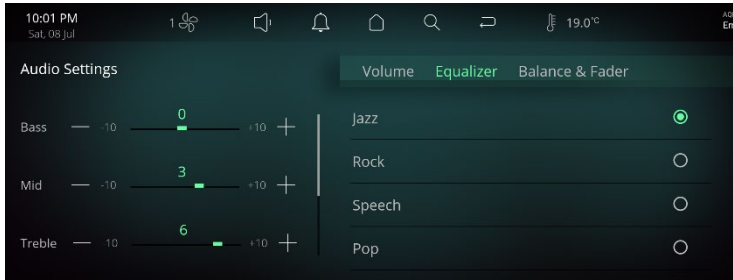 10:01 PM
Sat, 08 Jul
1
19.0°C
En
Audio Settings
Volume Equalizer Balance & Fader
0
Bass — -10 +10 +
3
Mid — -10 +10 +
6
Treble — -10 +10 +
Jazz
Rock
Speech
Pop